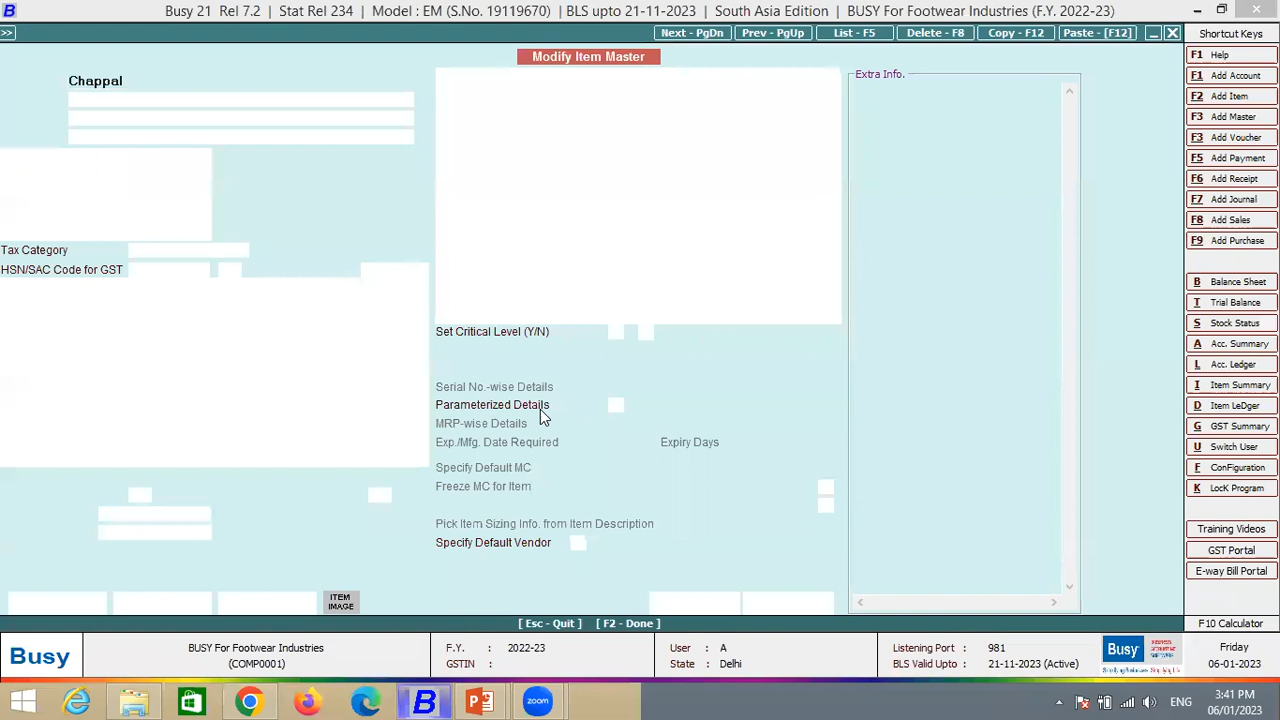 Busy 21 Rel 7.2 | Stat Rel 234 | Model : EM (S.No. 19119670) | BLS upto 21-11-2023 | South Asia Edition | BUSY For Footwear Industries (F.Y. 2022-23)
>> Next - PgDn Prev - PgUp List - F5 Delete - F8 Copy - F12 Paste - [F12]
Modify Item Master
Chappal
Tax Category
HSN/SAC Code for GST
Set Critical Level (Y/N)
Serial No.-wise Details
Parameterized Details
MRP-wise Details
Exp./Mfg. Date Required Expiry Days
Specify Default MC
Freeze MC for Item
Pick Item Sizing Info. from Item Description
Specify Default Vendor
ITEM
IMAGE
Extra Info.
[ Esc - Quit ] [ F2 - Done ]
Shortcut Keys
F1 Help
F1 Add Account
F2 Add Item
F3 Add Master
F3 Add Voucher
F5 Add Payment
F6 Add Receipt
F7 Add Journal
F8 Add Sales
F9 Add Purchase
B Balance Sheet
T Trial Balance
S Stock Status
A Acc. Summary
L Acc. Ledger
I Item Summary
D Item LeDger
G GST Summary
U Switch User
F ConFiguration
K LocK Program
Training Videos
GST Portal
E-way Bill Portal
F10 Calculator
Busy
BUSY For Footwear Industries
(COMP0001)
F.Y. : 2022-23
GSTIN :
User : A
State : Delhi
Listening Port : 981
BLS Valid Upto : 21-11-2023 (Active)
Busy
Friday
06-01-2023
zoom
ENG
3:41 PM
06/01/2023